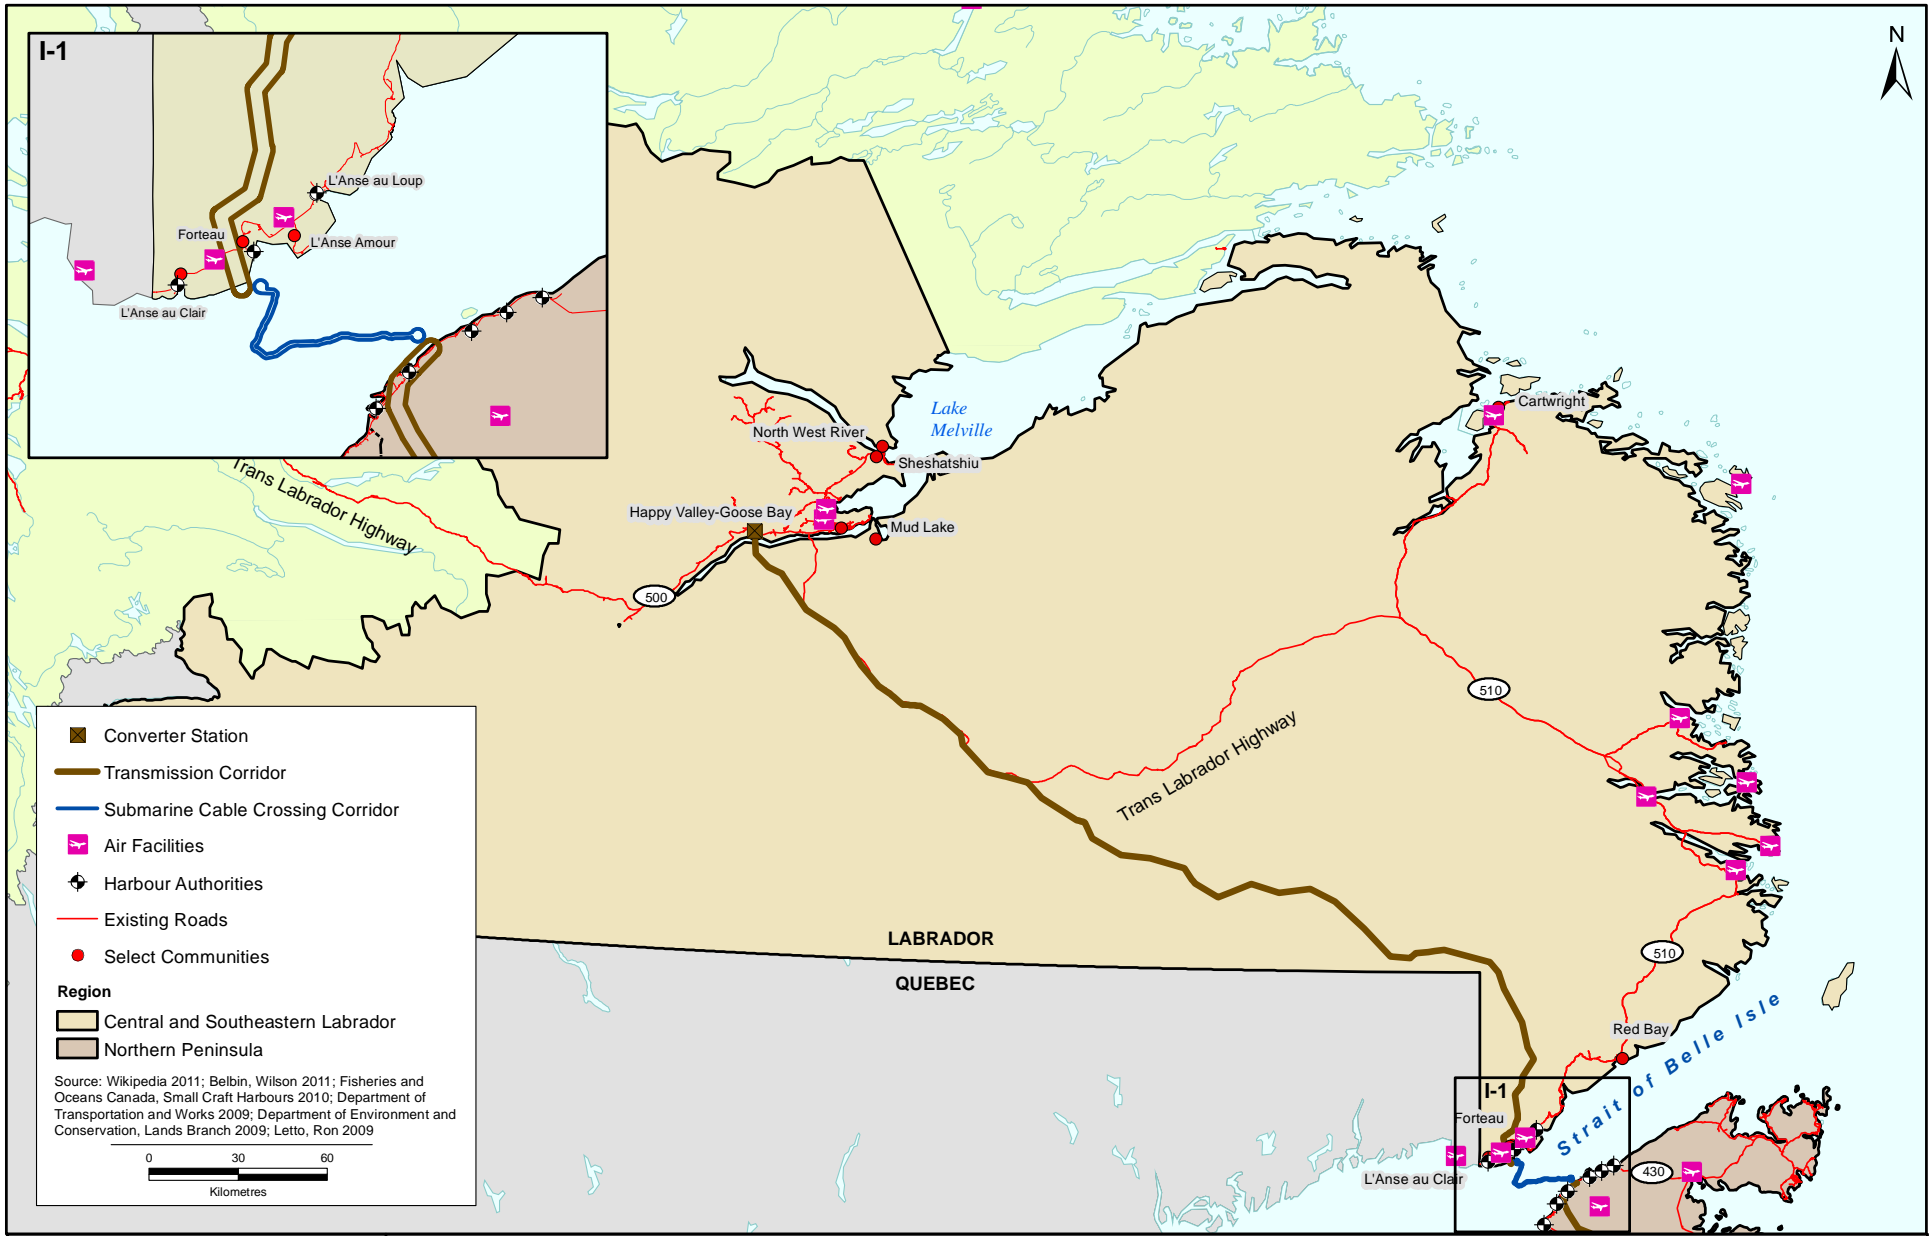 I-1
L'Anse au Loup
Forteau
L'Anse Amour
L'Anse au Clair
N
Lake
Melville
Cartwright
North West River
Sheshatshiu
Trans Labrador Highway
Happy Valley-Goose Bay
Mud Lake
500
510
Trans Labrador Highway
LABRADOR
QUEBEC
510
Red Bay
Strait of Belle Isle
I-1
Forteau
L'Anse au Clair
430
Converter Station
Transmission Corridor
Submarine Cable Crossing Corridor
Air Facilities
Harbour Authorities
Existing Roads
Select Communities
Region
Central and Southeastern Labrador
Northern Peninsula
Source: Wikipedia 2011; Belbin, Wilson 2011; Fisheries and
Oceans Canada, Small Craft Harbours 2010; Department of
Transportation and Works 2009; Department of Environment and
Conservation, Lands Branch 2009; Letto, Ron 2009
0 30 60
Kilometres